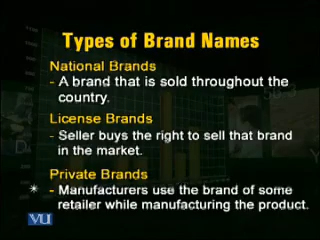 Types of Brand Names
National Brands
- A brand that is sold throughout the
country.
License Brands
- Seller buys the right to sell that brand
in the market.
Private Brands
* - Manufacturers use the brand of some
retailer while manufacturing the product.
VU